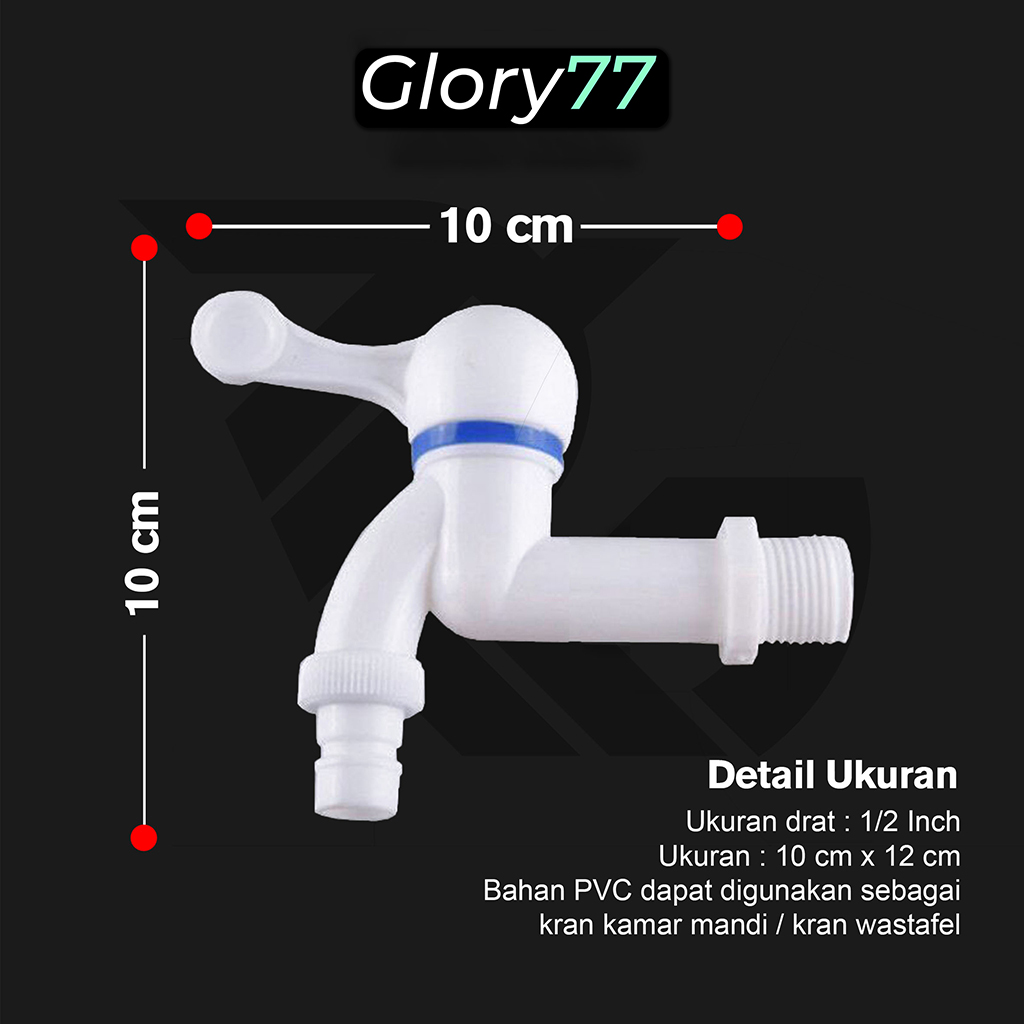 Glory77
10 cm
10 cm
Detail Ukuran
Ukuran drat : 1/2 Inch
Ukuran : 10 cm x 12 cm
Bahan PVC dapat digunakan sebagai
kran kamar mandi / kran wastafel